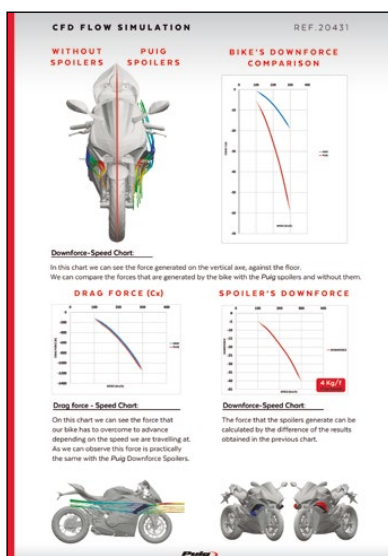 CFD FLOW SIMULATION
REF.20431
WITHOUT SPOILERS
PUIG SPOILERS
BIKE'S DOWNFORCE
COMPARISON
Downforce-Speed Chart:
In this chart we can see the force generated on the vertical axe, against the floor.
We can compare the forces that are generated by the bike with the Puig spoilers and without them.
DRAG FORCE (Cx)
SPOILER'S DOWNFORCE
4 Kg/f
Drag force - Speed Chart:
On this chart we can see the force that
our bike has to overcome to advance
depending on the speed we are travelling at.
As we can observe this force is practically
the same with the Puig Downforce Spoilers.
Downforce-Speed Chart:
The force that the spoilers generate can be
calculated by the difference of the results
obtained in the previous chart.
Puig